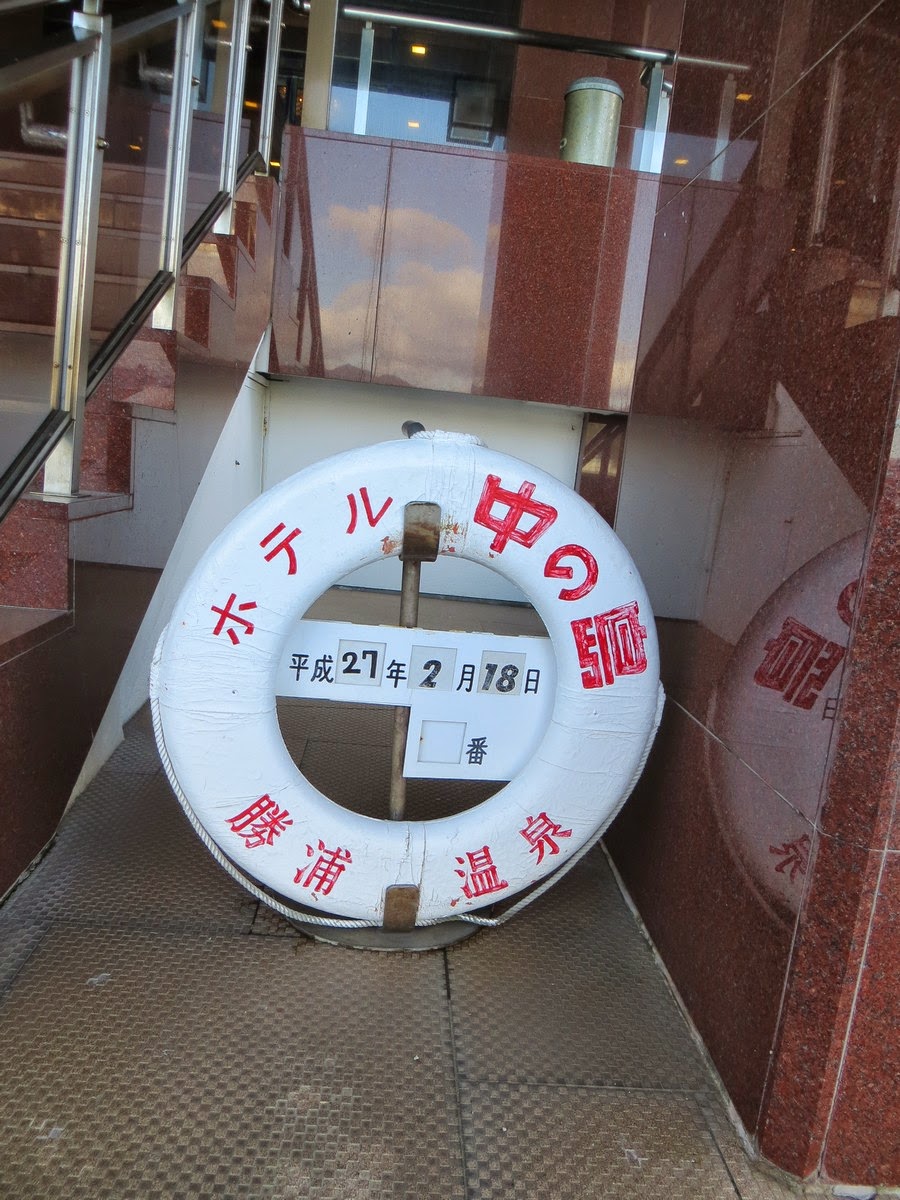 ホテル 中の島
平成27年2月18日
番
勝浦 温泉